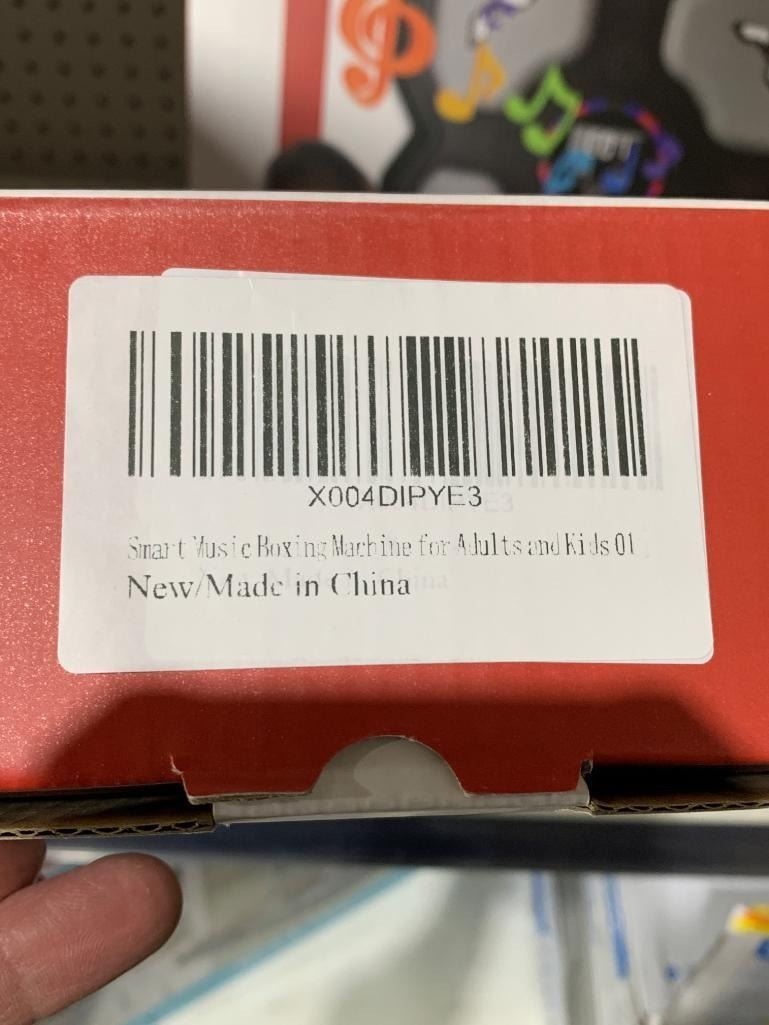 X004DIPYE3
Smart Music Boxing Machine for Adults and Kids 01
New/Made in China